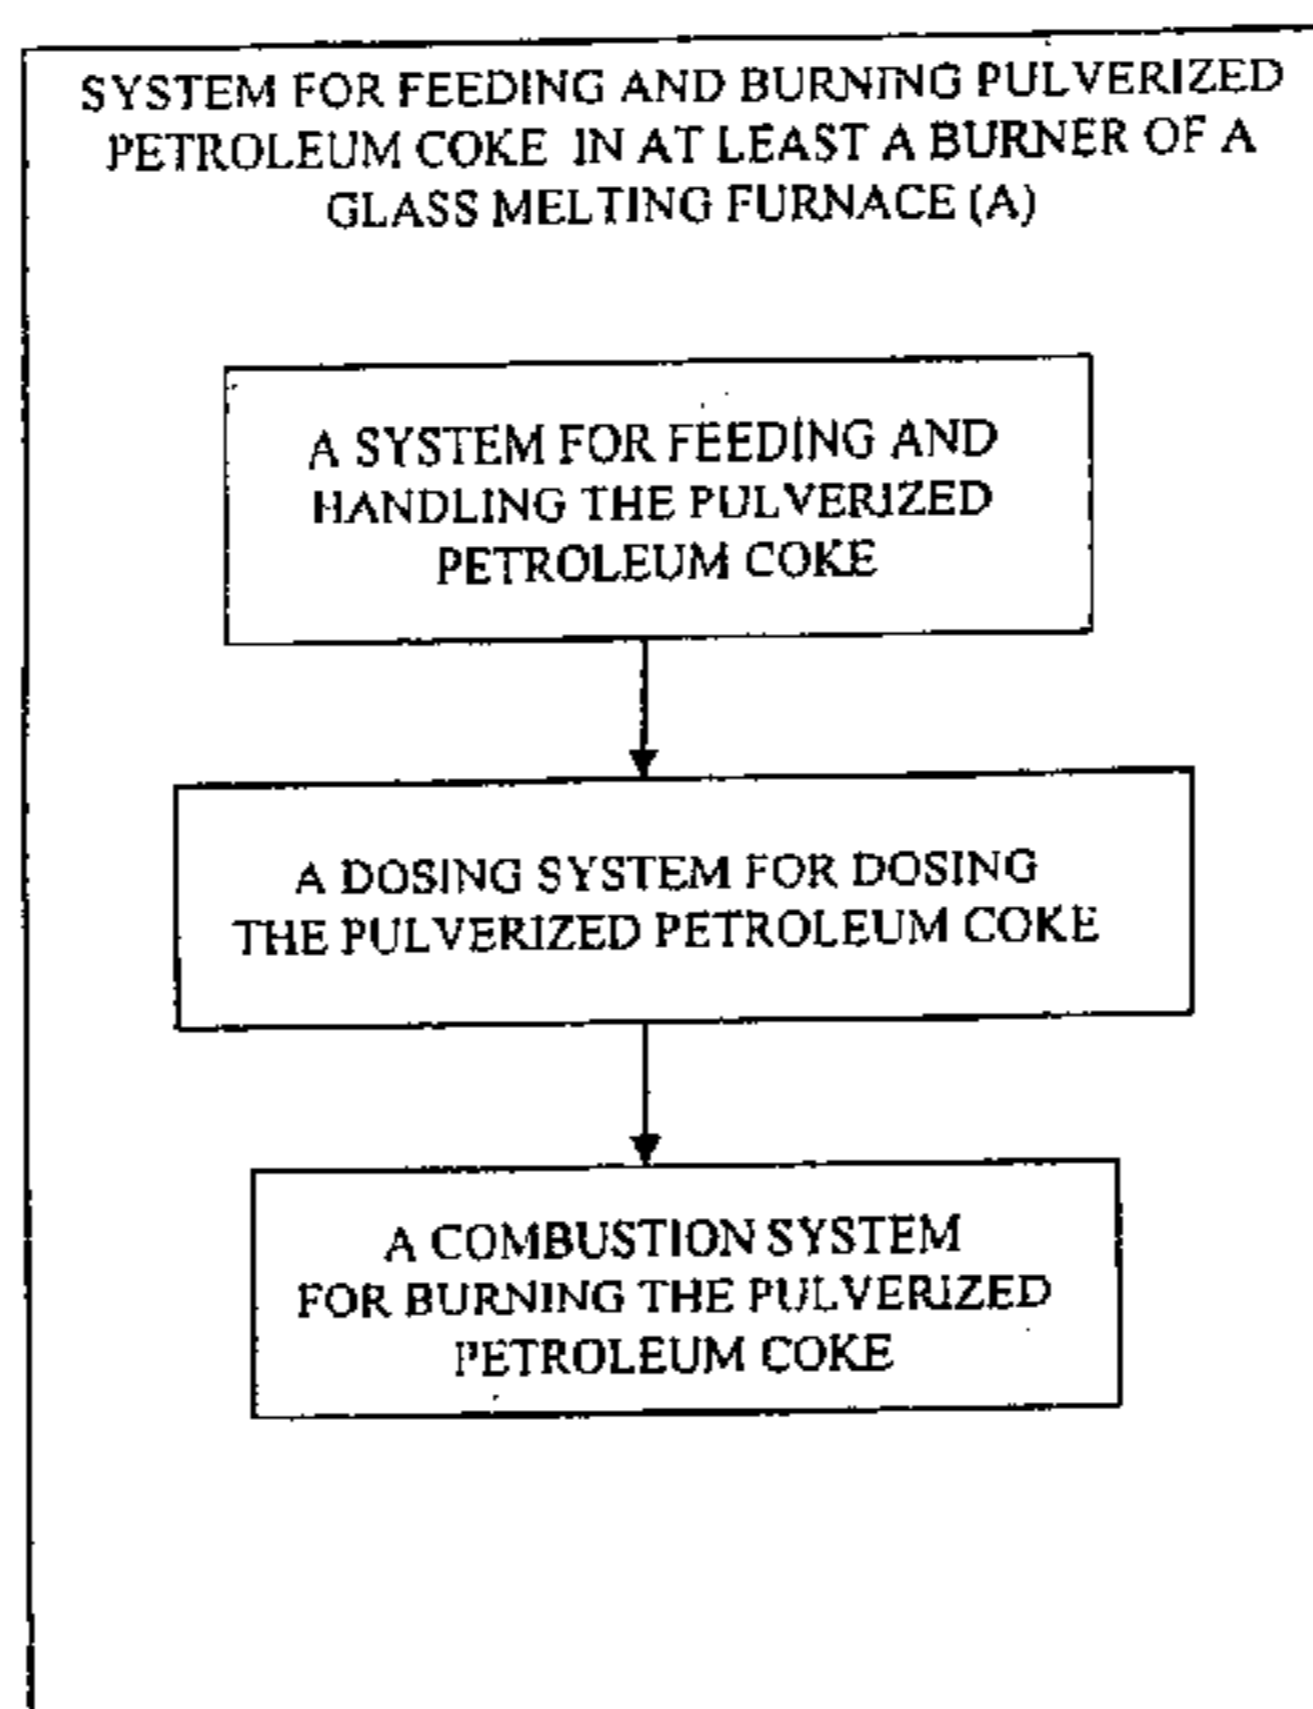 SYSTEM FOR FEEDING AND BURNING PULVERIZED
PETROLEUM COKE IN AT LEAST A BURNER OF A
GLASS MELTING FURNACE (A)
A SYSTEM FOR FEEDING AND
HANDLING THE PULVERIZED
PETROLEUM COKE
A DOSING SYSTEM FOR DOSING
THE PULVERIZED PETROLEUM COKE
A COMBUSTION SYSTEM
FOR BURNING THE PULVERIZED
PETROLEUM COKE